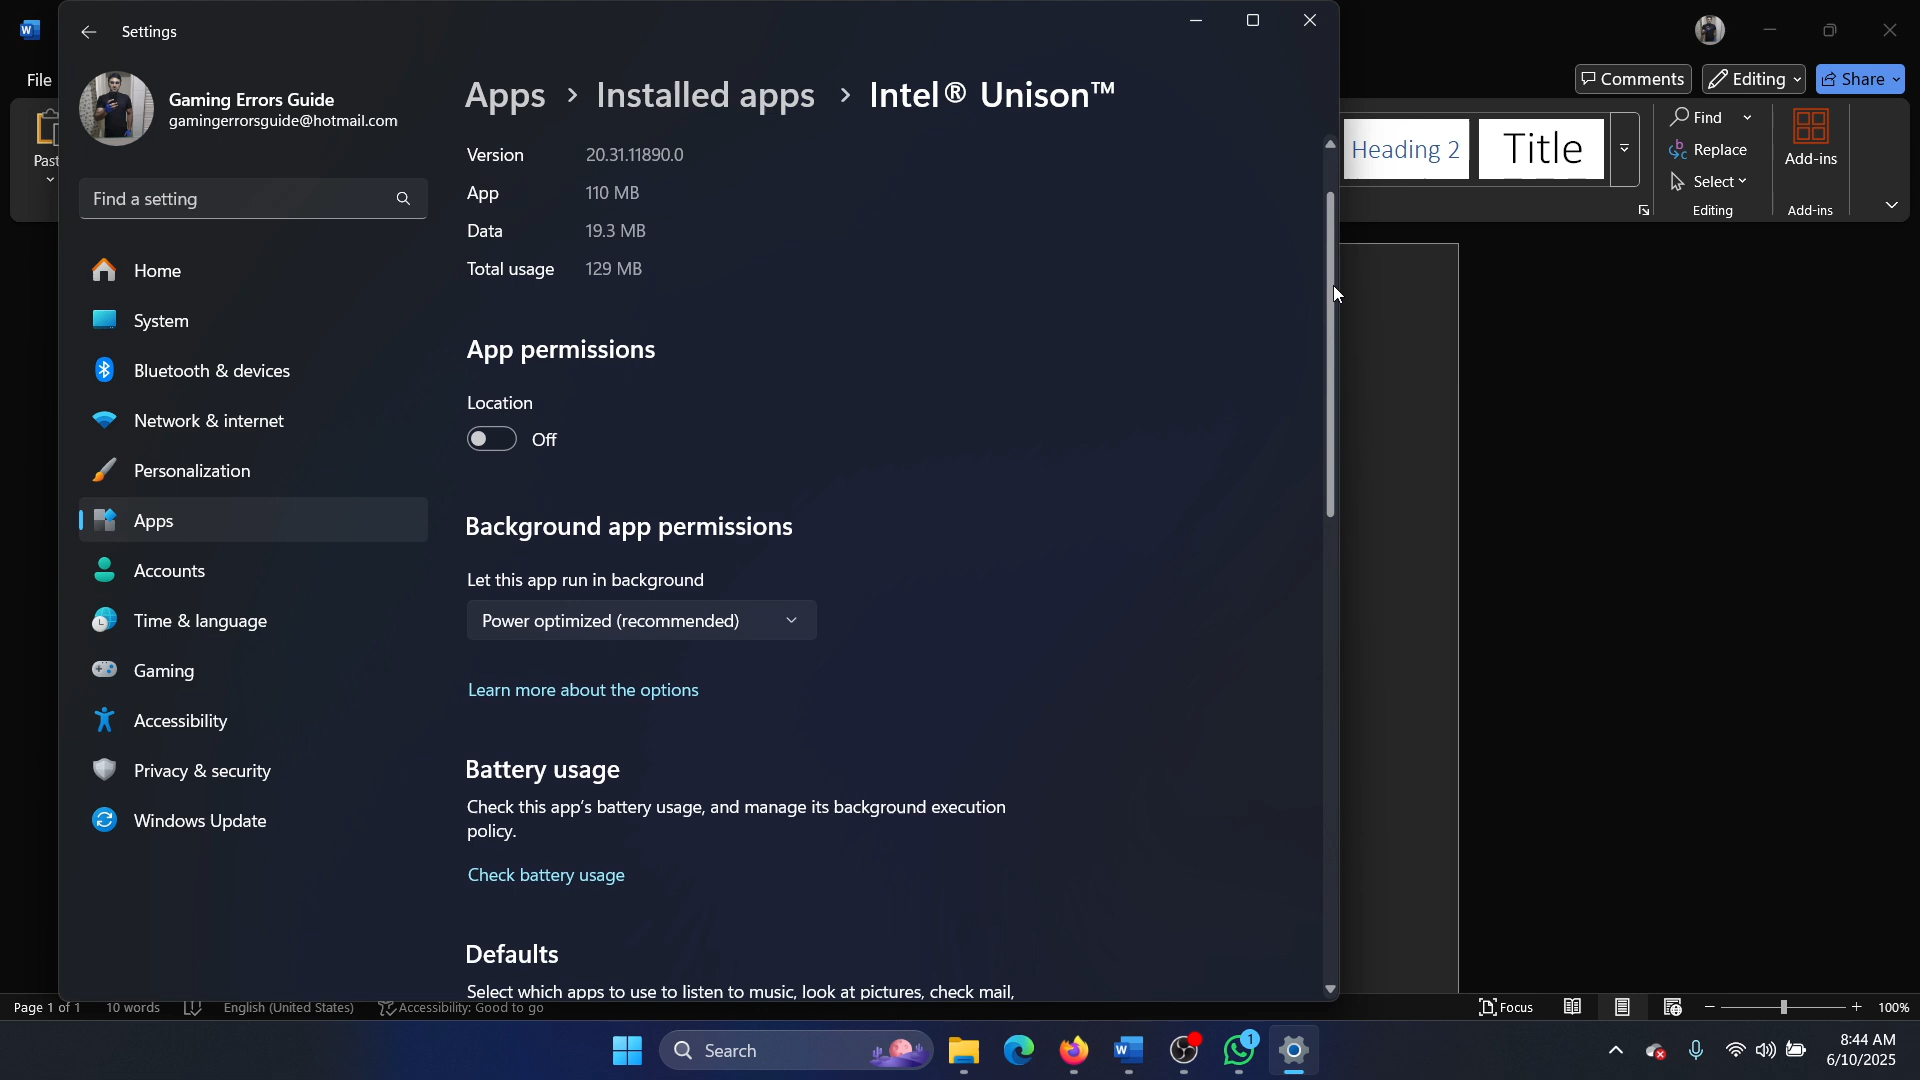 Settings
Gaming Errors Guide
gamingerrorsguide@hotmail.com
Find a setting
Home
System
Bluetooth & devices
Network & internet
Personalization
Apps
Accounts
Time & language
Gaming
Accessibility
Privacy & security
Windows Update
Apps > Installed apps > Intel® Unison™
Version 20.31.11890.0
App 110 MB
Data 19.3 MB
Total usage 129 MB
App permissions
Location
Off
Background app permissions
Let this app run in background
Power optimized (recommended)
Learn more about the options
Battery usage
Check this app's battery usage, and manage its background execution
policy.
Check battery usage
Defaults
Select which apps to use to listen to music, look at pictures, check mail,
W
File
Past
Comments
Editing
Share
Heading 2
Title
Find
Replace
Select
Editing
Add-ins
Add-ins
Page 1 of 1 10 words English (United States) Accessibility: Good to go
Focus
100%
Search
W
1
8:44 AM
6/10/2025